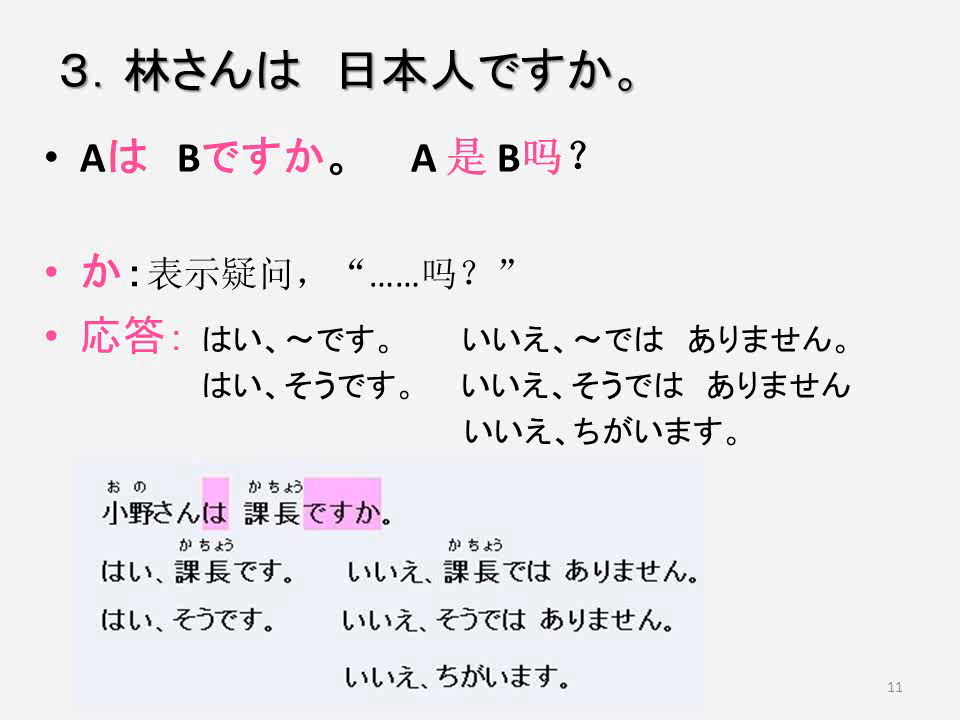 ３．林さんは　日本人ですか。
• Aは　Bですか。　A 是 B吗？
• か：表示疑问，“……吗？”
• 応答：はい、～です。　いいえ、～では　ありません。
はい、そうです。　いいえ、そうでは　ありません
いいえ、ちがいます。
おの　かちょう
小野さんは 課長ですか。
かちょう　かちょう
はい、課長です。　いいえ、課長では ありません。
はい、そうです。　いいえ、そうでは ありません。
いいえ、ちがいます。
11